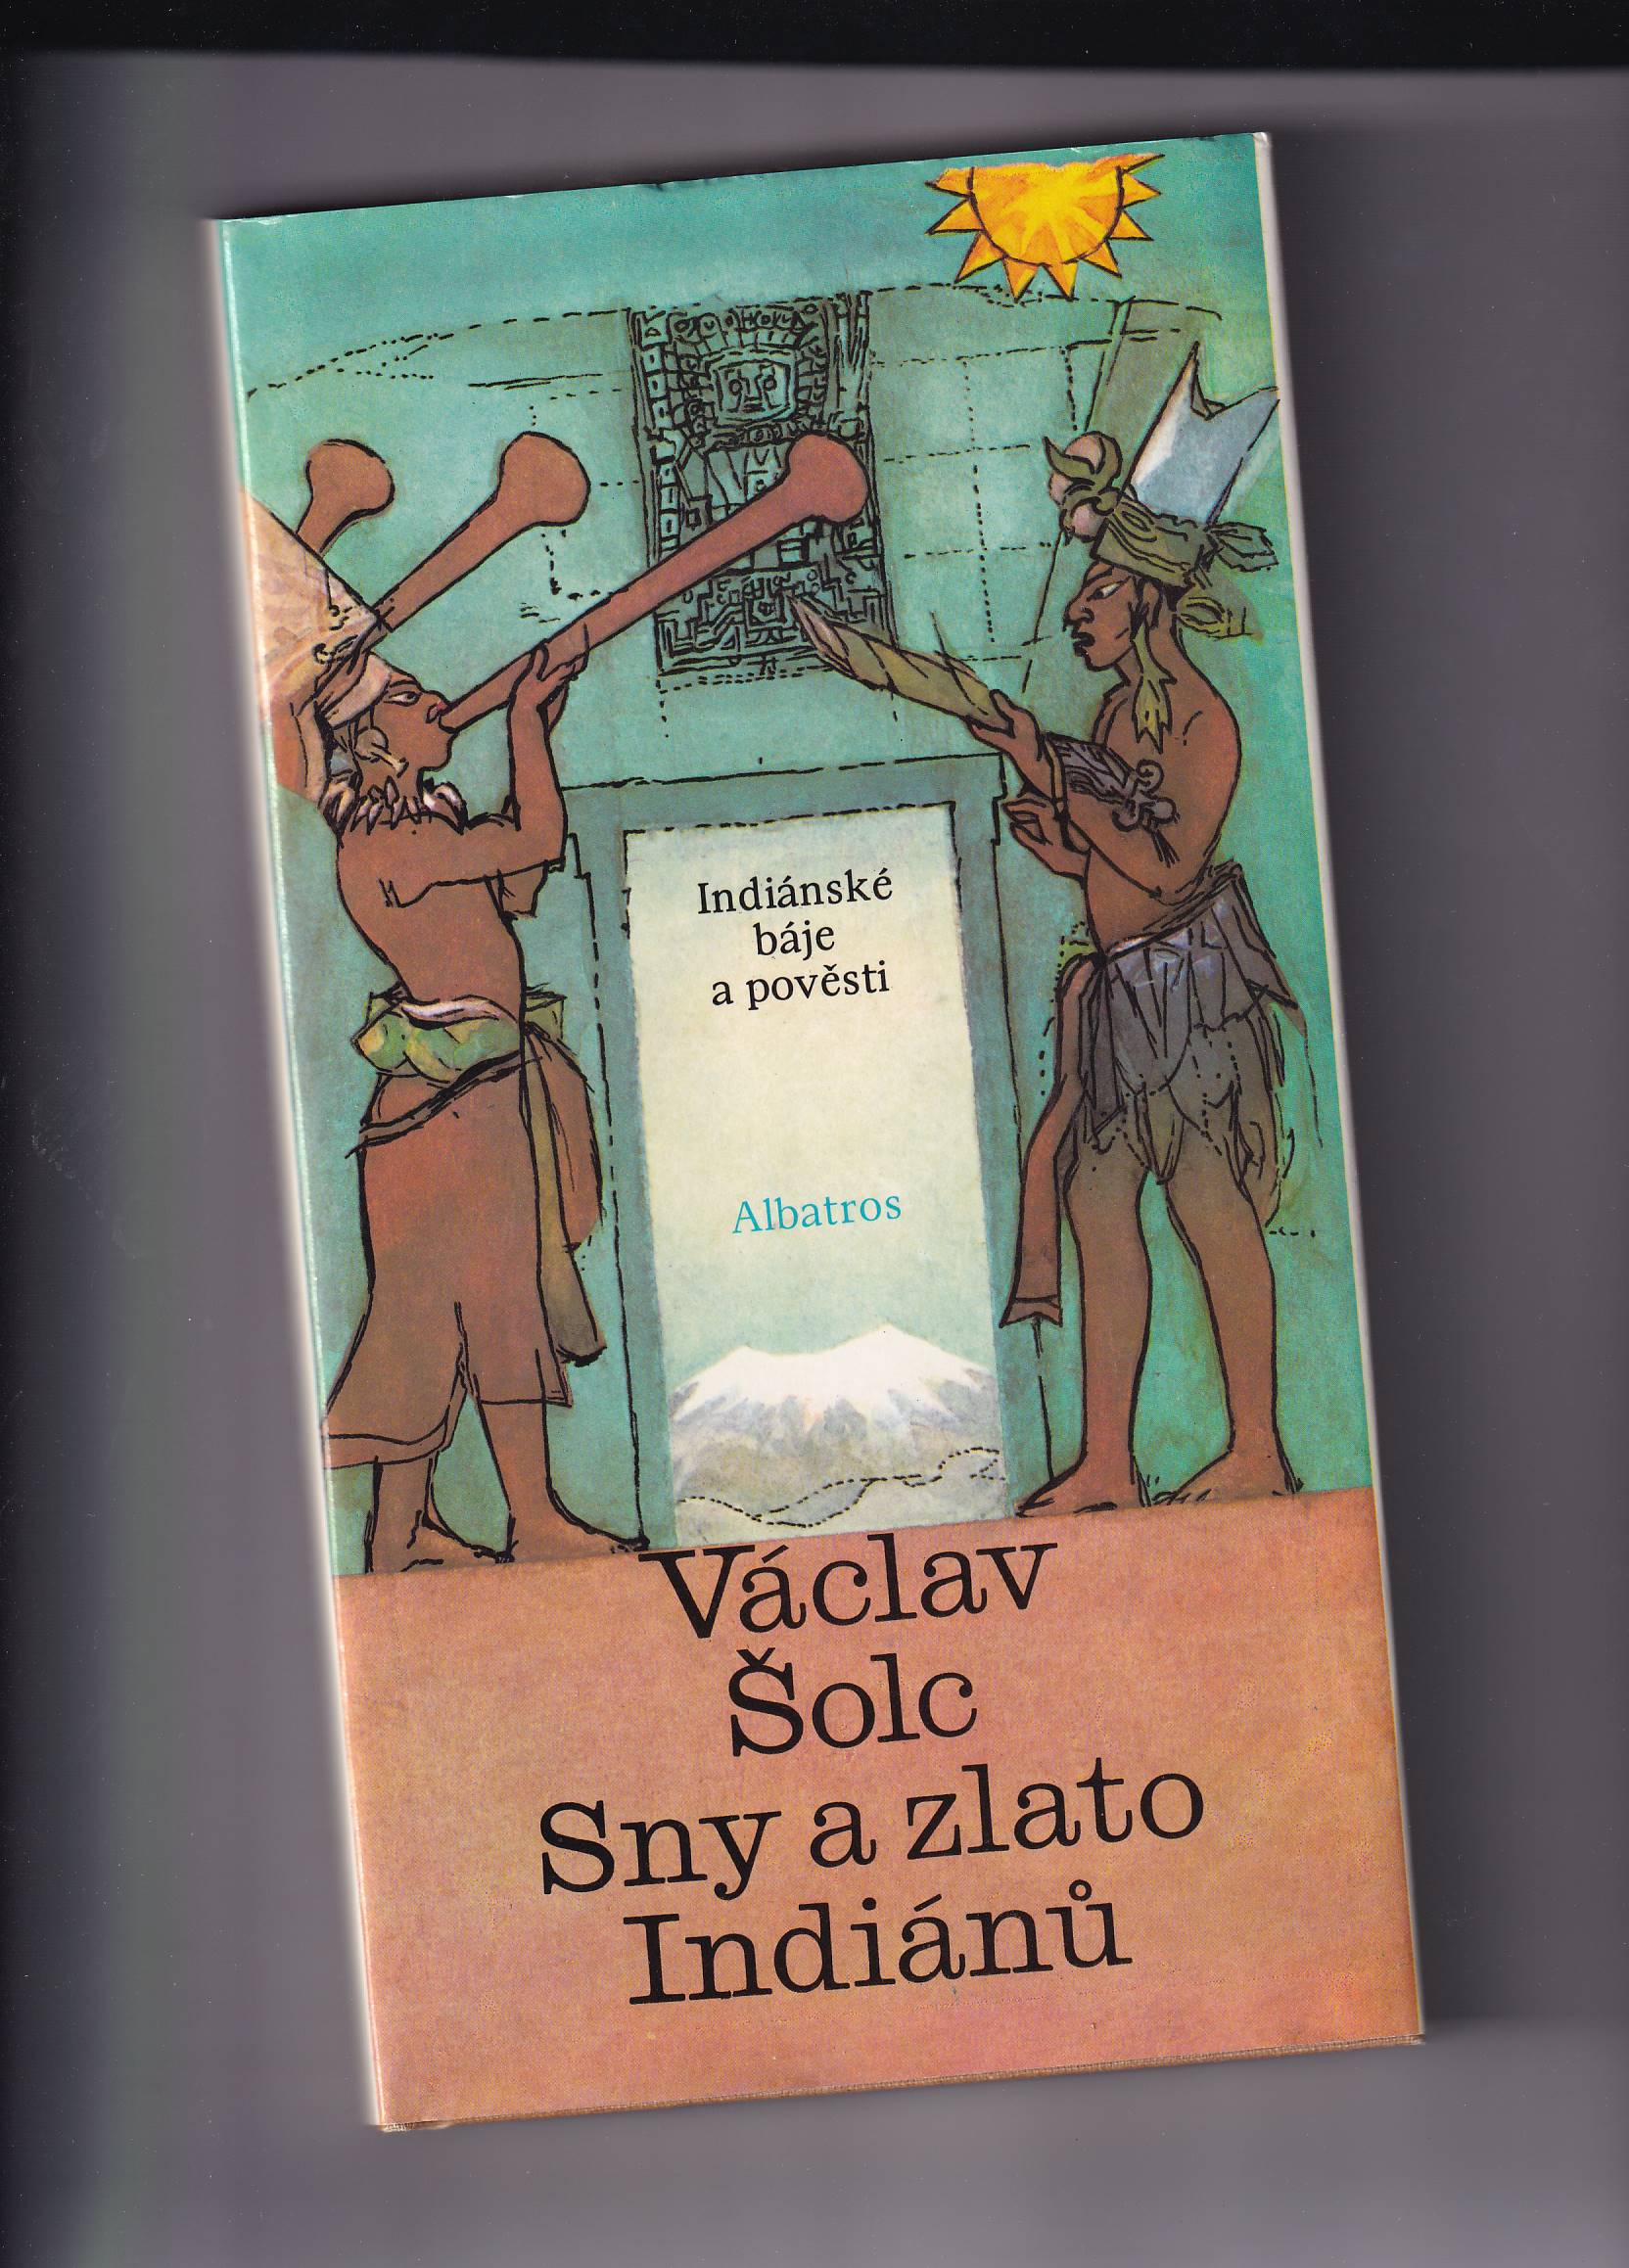 Indiánské
báje
a pověsti
Albatros
Václav
Šolc
Sny a zlato
Indiánů